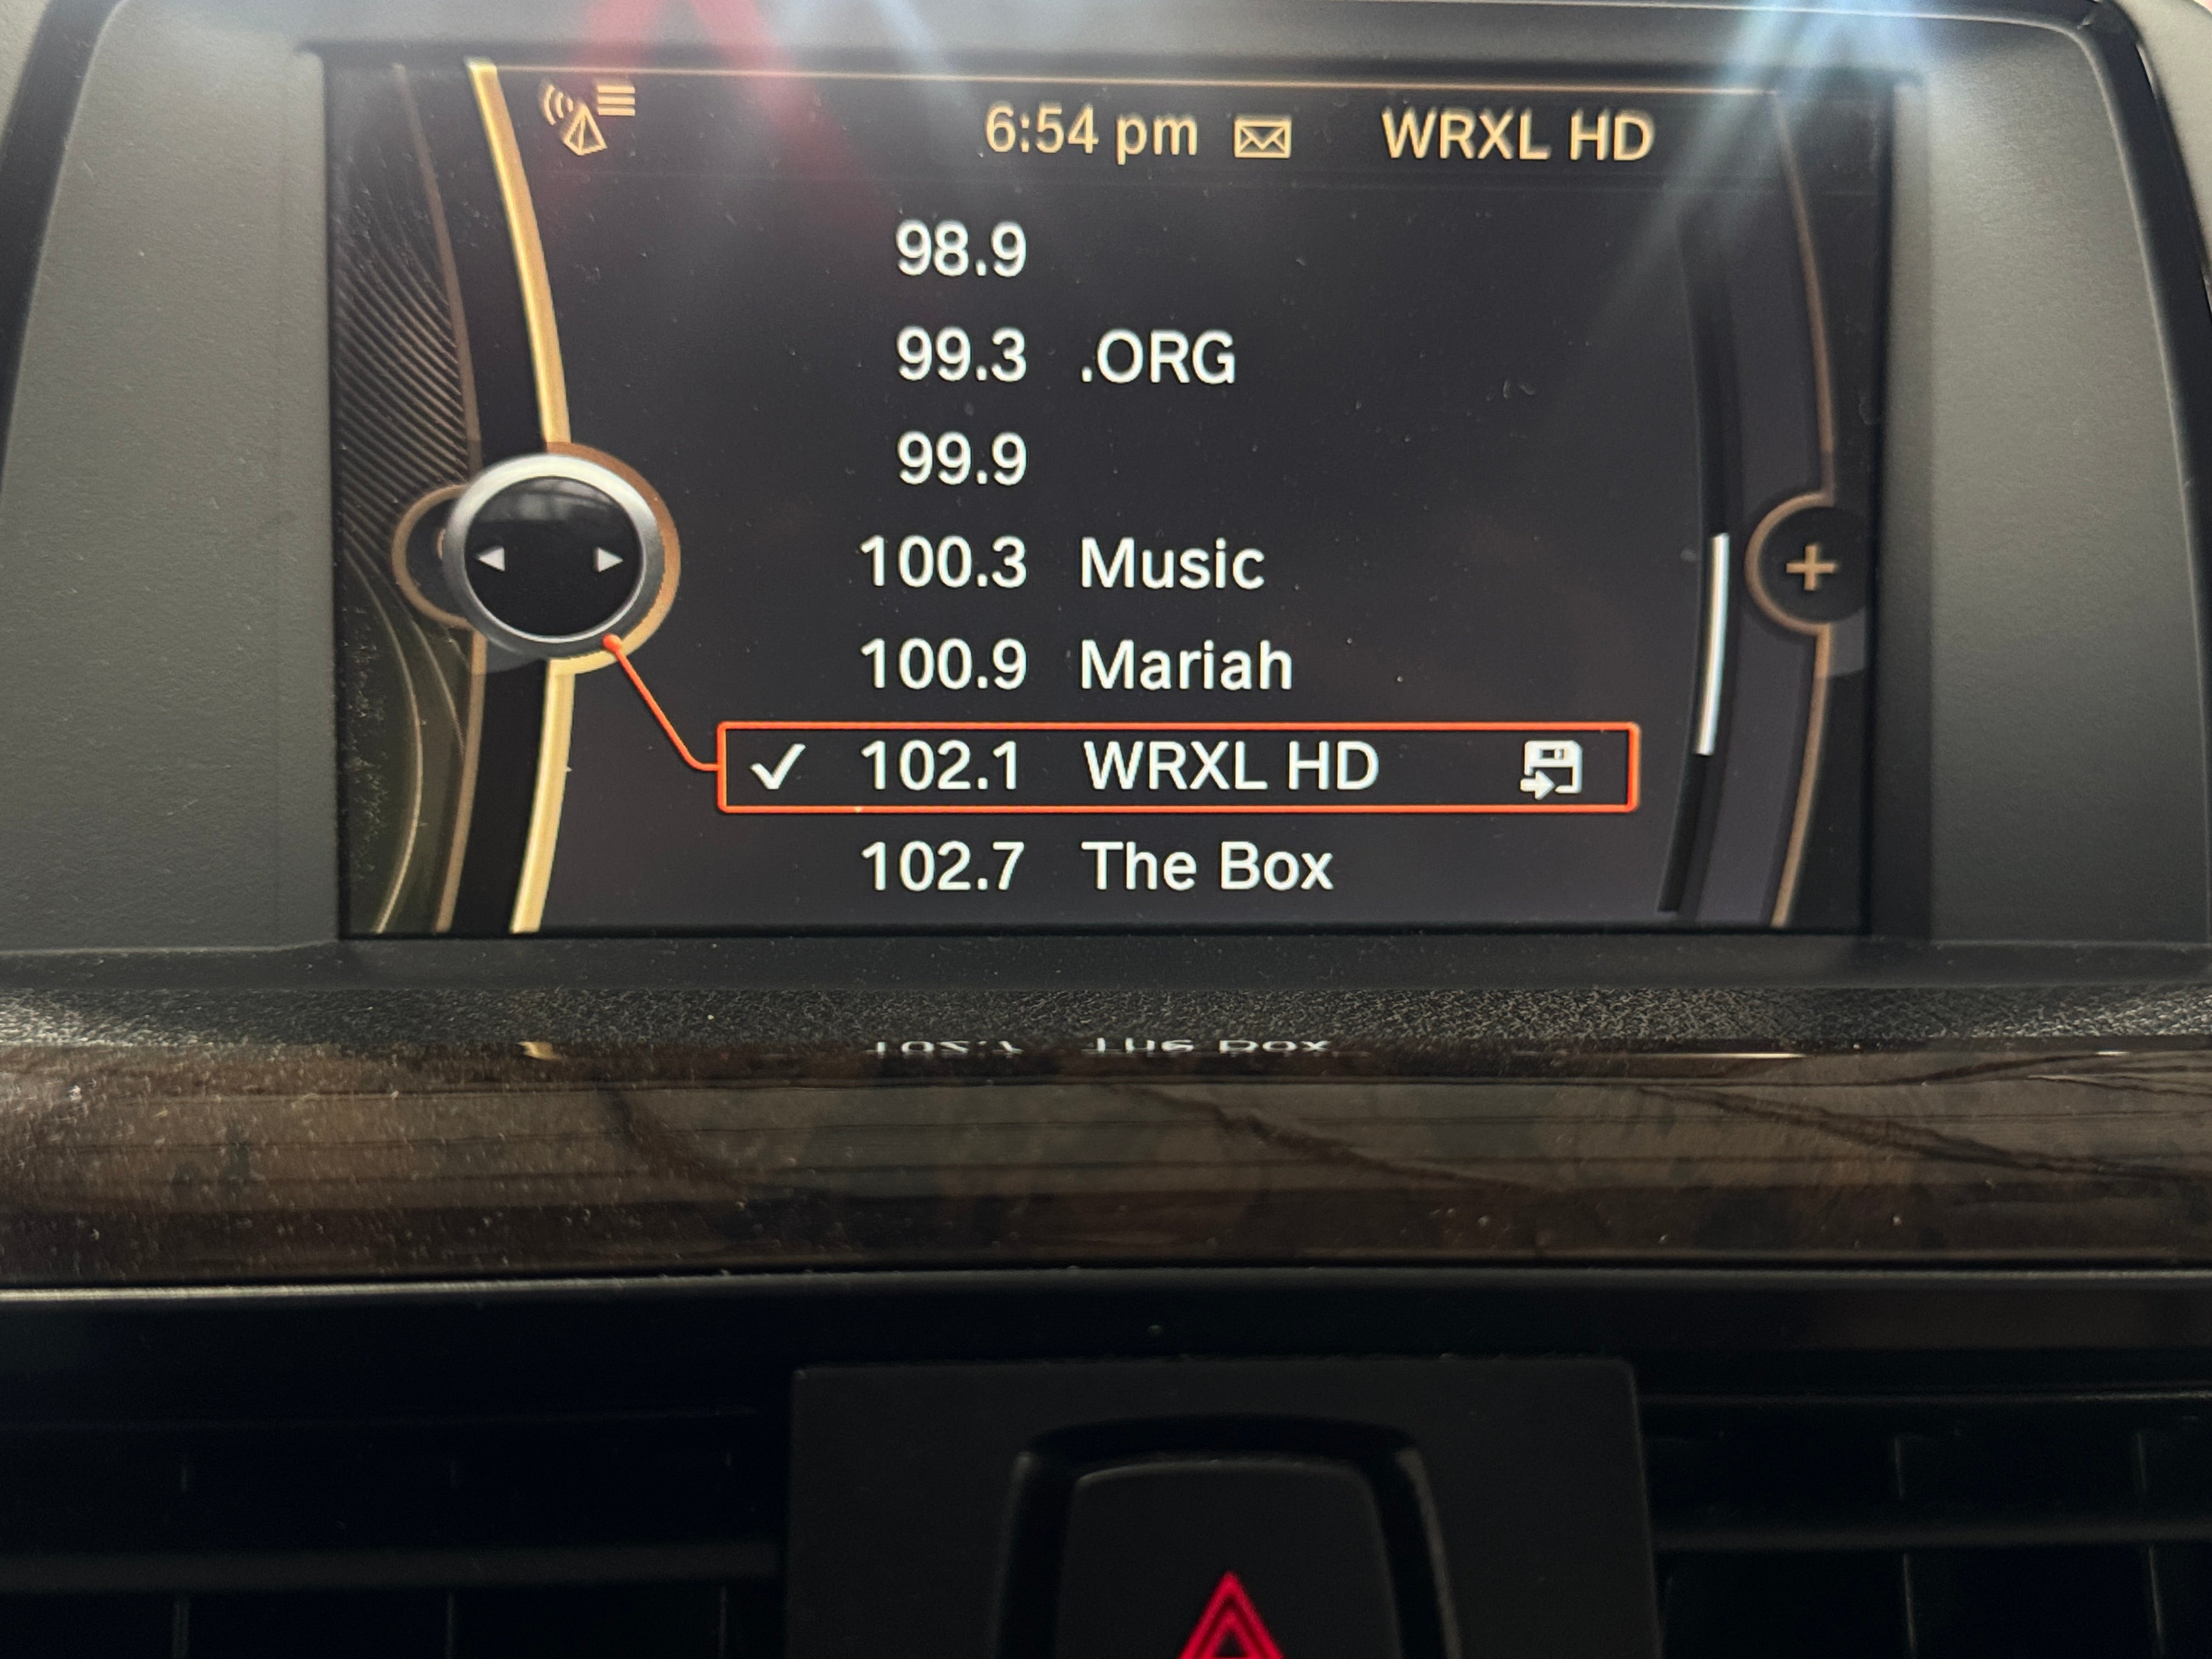 6:54 pm WRXL HD
98.9
99.3 .ORG
99.9
100.3 Music
100.9 Mariah
102.1 WRXL HD
102.7 The Box